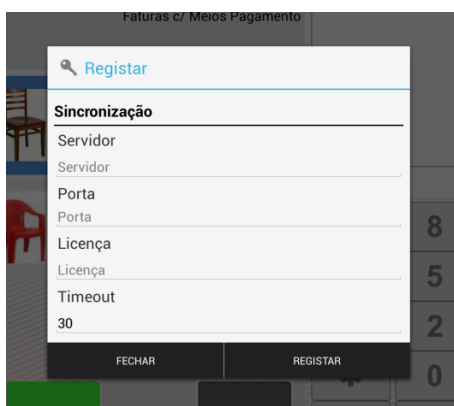 Faturas c/ Meios Pagamento
Registar
Sincronização
Servidor
Servidor
Porta
Porta
Licença
Licença
Timeout
30
FECHAR
REGISTAR
8
5
2
0